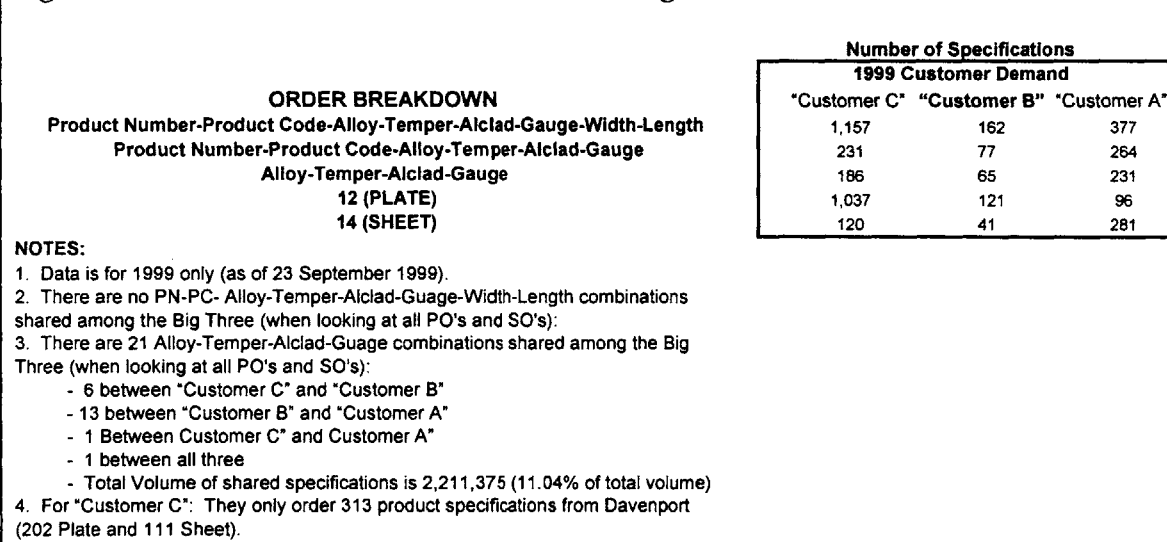 Number of Specifications
1999 Customer Demand
ORDER BREAKDOWN "Customer C" "Customer B" "Customer A"
Product Number-Product Code-Alloy-Temper-Alclad-Gauge-Width-Length 1,157 162 377
Product Number-Product Code-Alloy-Temper-Alclad-Gauge 231 77 264
Alloy-Temper-Alclad-Gauge 186 65 231
12 (PLATE) 1,037 121 96
14 (SHEET) 120 41 281
NOTES:
1. Data is for 1999 only (as of 23 September 1999).
2. There are no PN-PC- Alloy-Temper-Alclad-Guage-Width-Length combinations
shared among the Big Three (when looking at all PO's and SO's):
3. There are 21 Alloy-Temper-Alclad-Guage combinations shared among the Big
Three (when looking at all PO's and SO's):
- 6 between "Customer C" and "Customer B"
- 13 between "Customer B" and "Customer A"
- 1 Between Customer C" and Customer A"
- 1 between all three
- Total Volume of shared specifications is 2,211,375 (11.04% of total volume)
4. For "Customer C": They only order 313 product specifications from Davenport
(202 Plate and 111 Sheet).